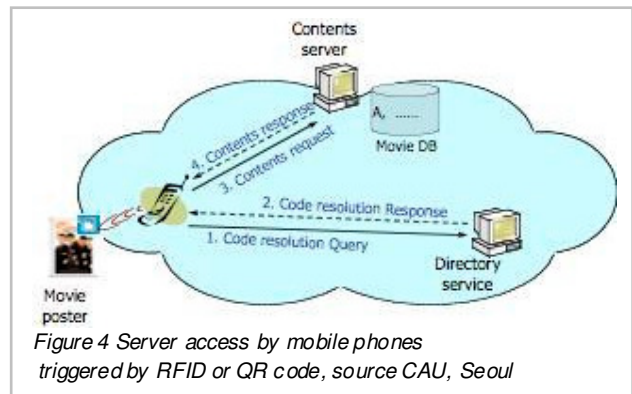 Contents
server
4. Contents response
3. Contents request
A, ......
Movie DB
2. Code resolution Response
1. Code resolution Query
Directory
service
Movie
poster
Figure 4 Server access by mobile phones
triggered by RFID or QR code, source CAU, Seoul